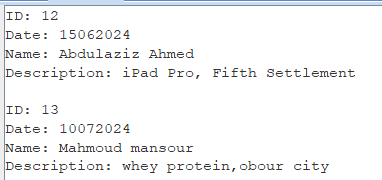 ID: 12
Date: 15062024
Name: Abdulaziz Ahmed
Description: iPad Pro, Fifth Settlement
ID: 13
Date: 10072024
Name: Mahmoud mansour
Description: whey protein,obour city